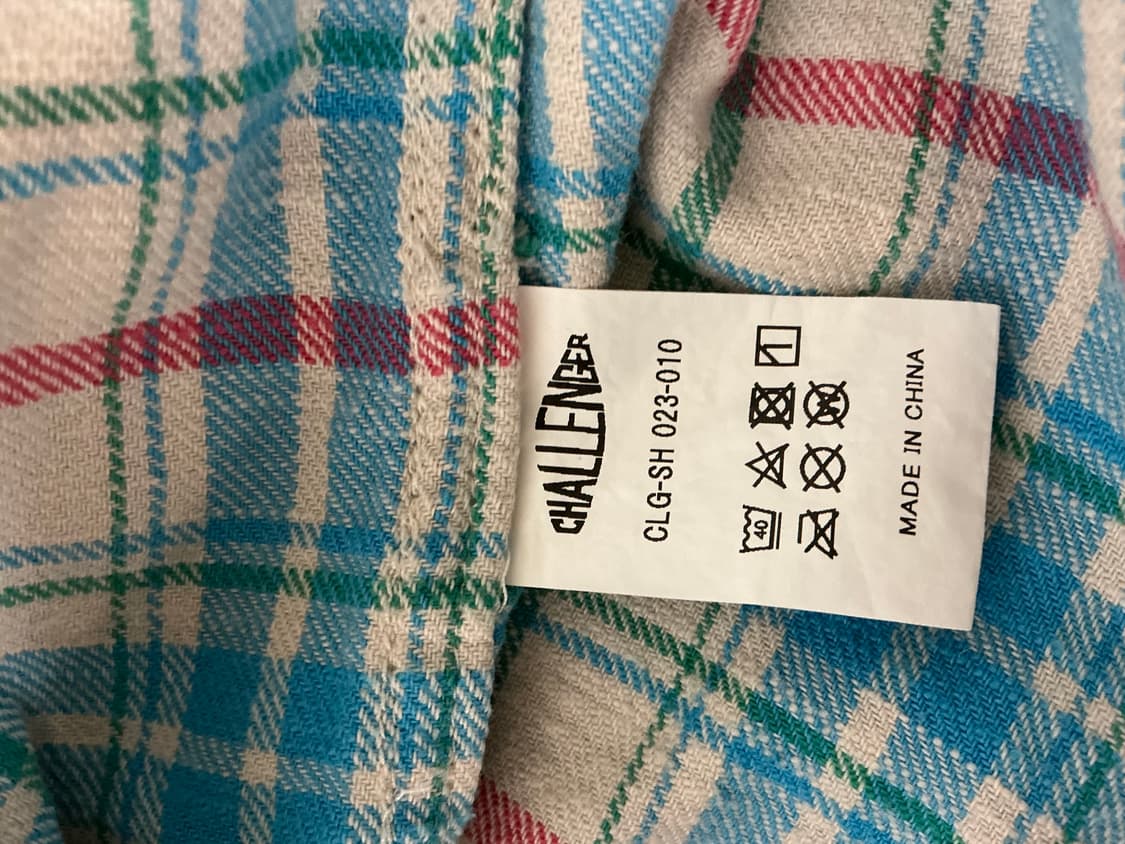 CHALLENGER
CLG-SH 023-010
40
W
MADE IN CHINA